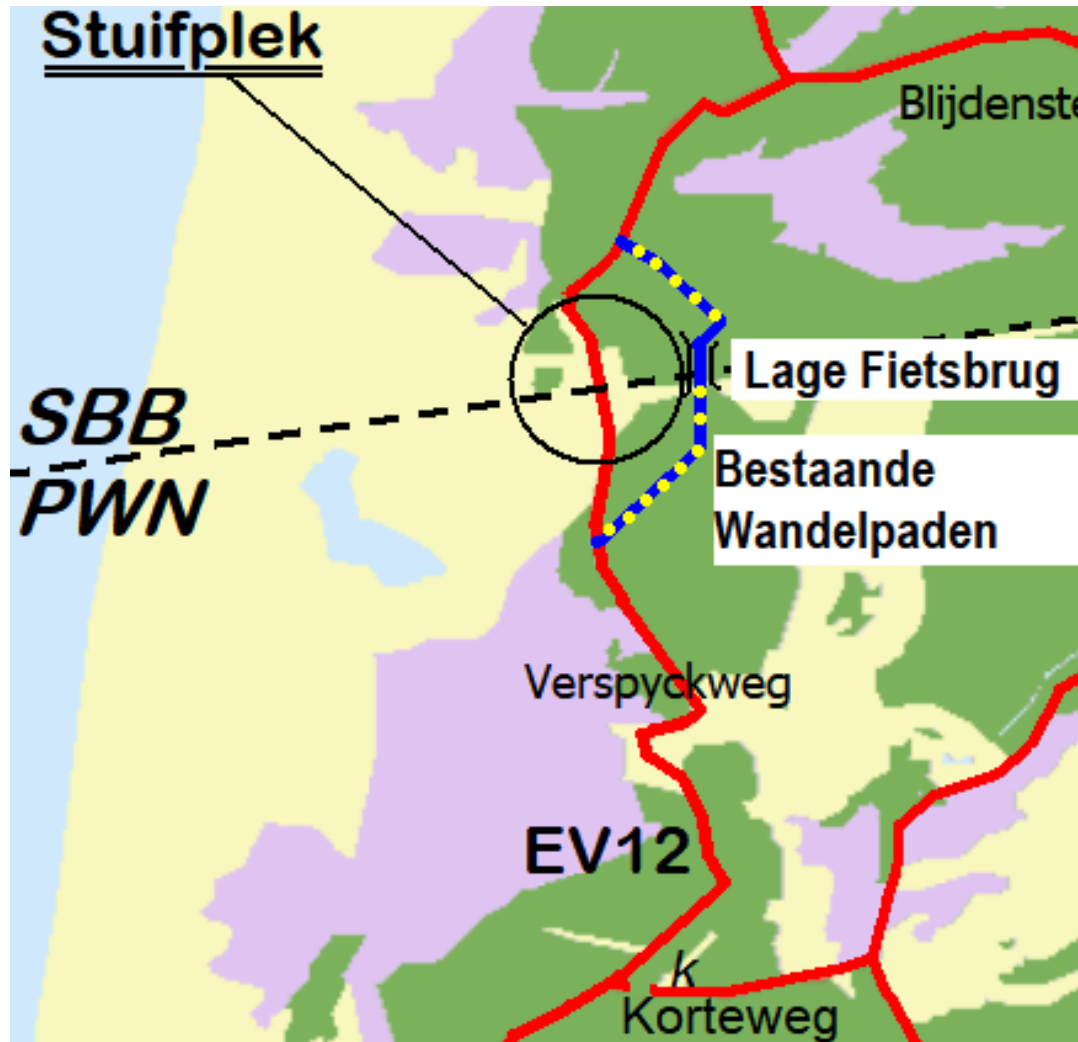 Stuifplek
Blijdenste
Lage Fietsbrug
SBB
PWN
Bestaande
Wandelpaden
Verspyckweg
EV12
k
Korteweg